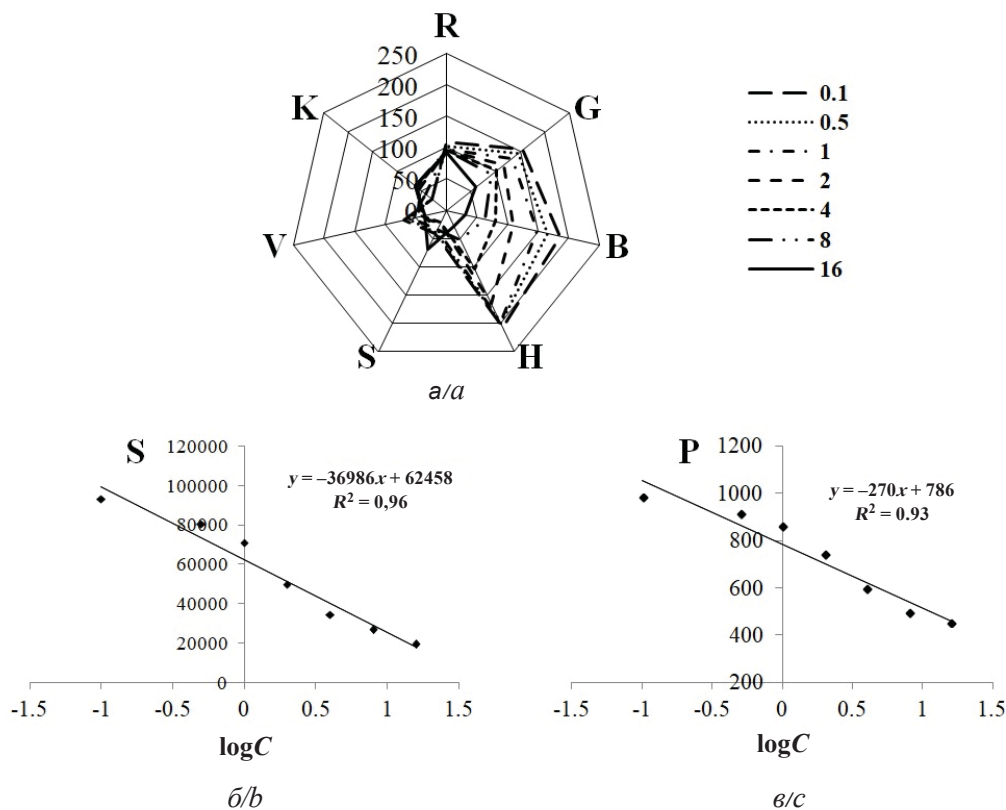 R
G
B
H
S
V
K
250
200
150
100
50
0
0.1
0.5
1
2
4
8
16
а/a
S
120000
100000
80000
60000
40000
20000
0
-1.5
-1
-0.5
0
0.5
1
1.5
y = –36986x + 62458
R² = 0,96
logC
б/b
P
1200
1000
800
600
400
200
-1.5
-1
-0.5
0
0.5
1
1.5
y = –270x + 786
R² = 0.93
logC
в/c